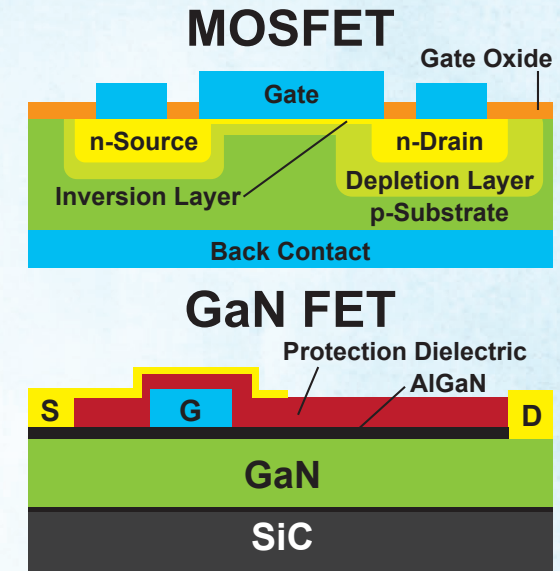 MOSFET
Gate Oxide
Gate
n-Source
n-Drain
Inversion Layer
Depletion Layer
p-Substrate
Back Contact
GaN FET
Protection Dielectric
AlGaN
S
G
D
GaN
SiC